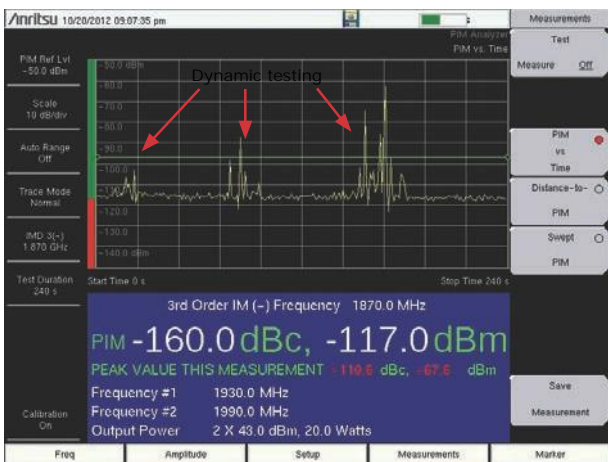 Anritsu 10/20/2012 09:07:35 pm
Measurements
PIM Analyzer
PIM vs. Time
Test
Measure Off
PIM Ref Lvl
-50.0 dBm
Scale
10 dB/div
Auto Range
Off
Trace Mode
Normal
IMD 3(-)
1.870 GHz
Test Duration
240 s
Calibration
On
-50.0 dBm
-60.0
-70.0
-80.0
-90.0
-100.0
-120.0
-130.0
-140.0 dBm
Dynamic testing
Start Time 0 s
Stop Time 240 s
PIM
vs
Time
Distance-to-
PIM
Swept
PIM
3rd Order IM (-) Frequency 1870.0 MHz
PIM -160.0 dBc, -117.0 dBm
PEAK VALUE THIS MEASUREMENT -110.6 dBc, -67.6 dBm
Frequency #1 1930.0 MHz
Frequency #2 1990.0 MHz
Output Power 2 X 43.0 dBm, 20.0 Watts
Save
Measurement
Freq
Amplitude
Setup
Measurements
Marker